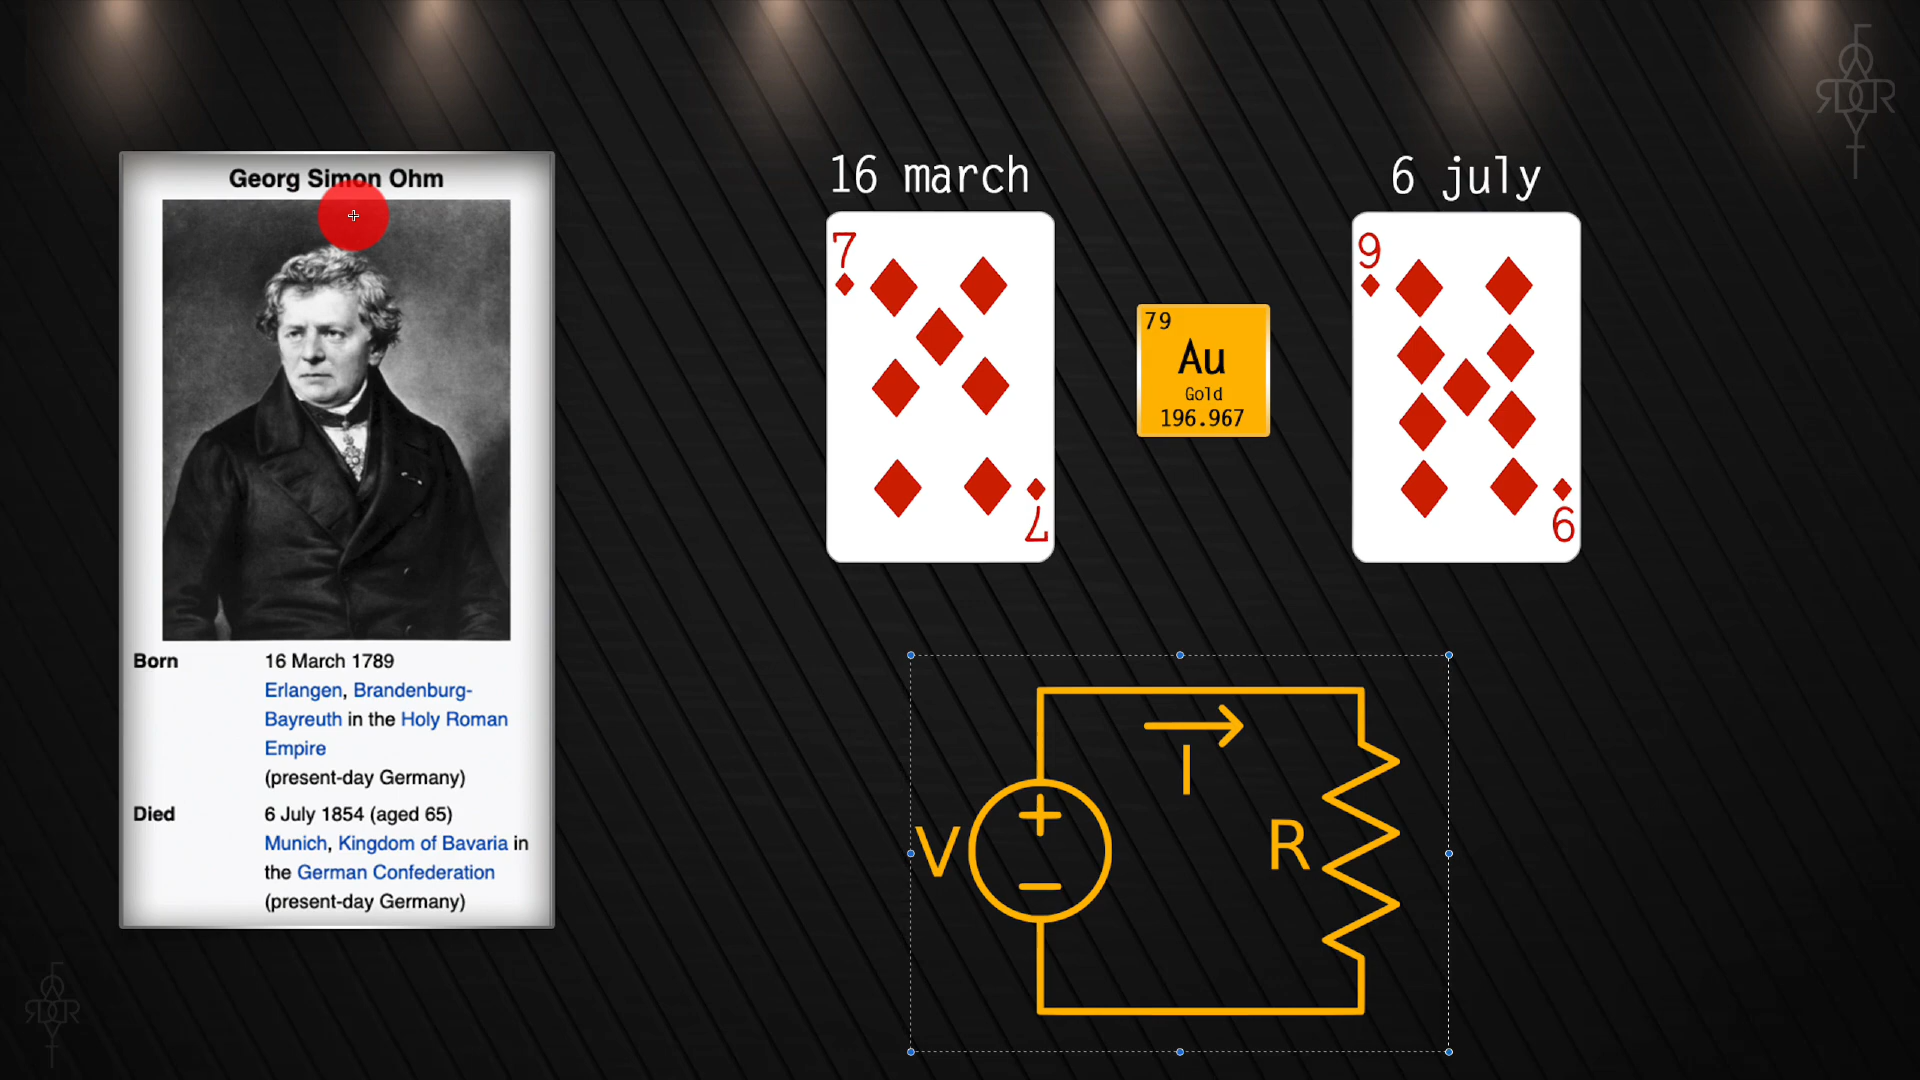 Georg Simon Ohm
Born 16 March 1789
Erlangen, Brandenburg-
Bayreuth in the Holy Roman
Empire
(present-day Germany)
Died 6 July 1854 (aged 65)
Munich, Kingdom of Bavaria in
the German Confederation
(present-day Germany)
16 march
7
7
79
Au
Gold
196.967
6 july
9
9
I
V
+
−
R